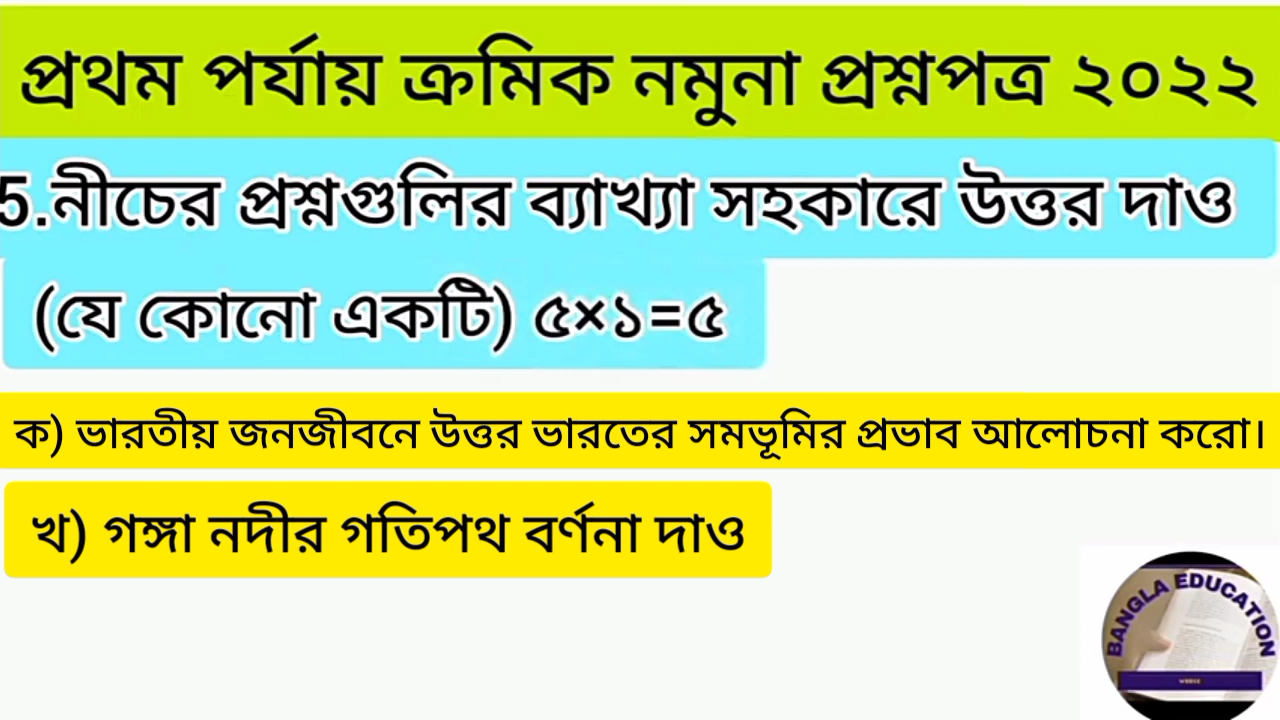 প্রথম পর্যায় ক্রমিক নমুনা প্রশ্নপত্র ২০২২
5.নীচের প্রশ্নগুলির ব্যাখ্যা সহকারে উত্তর দাও
(যে কোনো একটি) ৫×১=৫
ক) ভারতীয় জনজীবনে উত্তর ভারতের সমভূমির প্রভাব আলোচনা করো।
খ) গঙ্গা নদীর গতিপথ বর্ণনা দাও
BANGLA EDUCATION
WBBSE